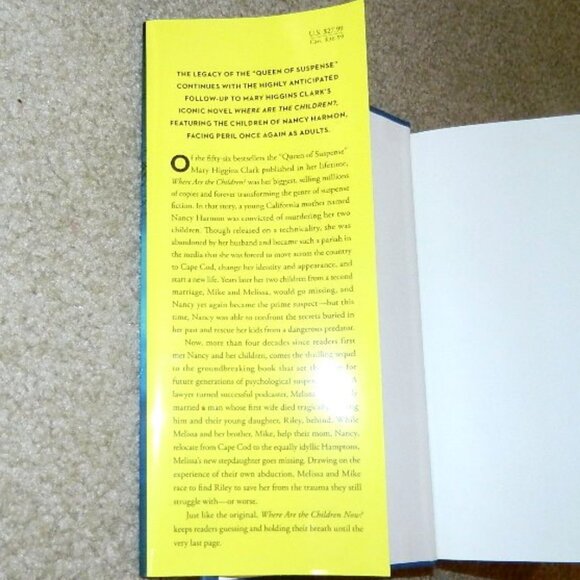 U.S. $27.99
Can.
THE LEGACY OF THE "QUEEN OF SUSPENSE"
CONTINUES WITH THE HIGHLY ANTICIPATED
FOLLOW-UP TO MARY HIGGINS CLARK'S
ICONIC NOVEL WHERE ARE THE CHILDREN?,
FEATURING THE CHILDREN OF NANCY HARMON,
FACING PERIL ONCE AGAIN AS ADULTS.
Of the fifty-six bestsellers the "Queen of Suspense"
Mary Higgins Clark published in her lifetime,
Where Are the Children? was her biggest, selling millions
of copies and forever transforming the genre of suspense
fiction. In that story, a young California mother named
Nancy Harmon was convicted of murdering her two
children. Though released on a technicality, she was
abandoned by her husband and became such a pariah in
the media that she was forced to move across the country
to Cape Cod, change her identity and appearance, and
start a new life. Years later her two children from a second
marriage, Mike and Melissa, would go missing, and
Nancy yet again became the prime suspect—but this
time, Nancy was able to confront the secrets buried in
her past and rescue her kids from a dangerous predator.
Now, more than four decades since readers first
met Nancy and her children, comes the thrilling sequel
to the groundbreaking book that set the for
future generations of psychological A
lawyer turned successful podcaster, Melissa
married a man whose first wife died
him and their young daughter, Riley, behind. While
Melissa and her brother, Mike, help their mom, Nancy,
relocate from Cape Cod to the equally idyllic Hamptons,
Melissa's new stepdaughter goes missing. Drawing on the
experience of their own abduction, Melissa and Mike
race to find Riley to save her from the trauma they still
struggle with—or worse.
Just like the original, Where Are the Children Now?
keeps readers guessing and holding their breath until the
very last page.